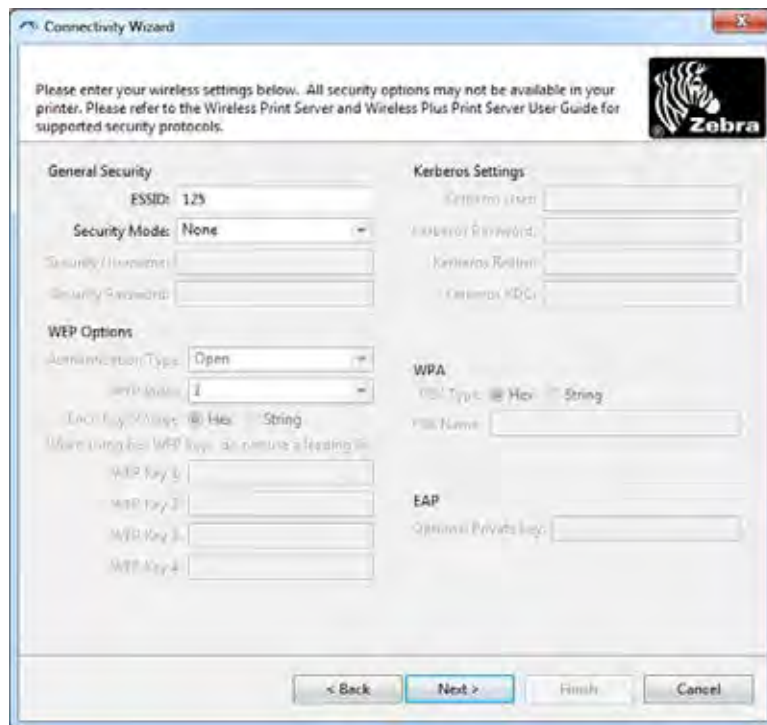 Connectivity Wizard
Please enter your wireless settings below. All security options may not be available in your
printer. Please refer to the Wireless Print Server and Wireless Plus Print Server User Guide for
supported security protocols.
Zebra
General Security
ESSID: 125
Security Mode: None
Security Username:
Security Password:
WEP Options
Authentication Type: Open
WEP Index: 1
Hex String
WEP Key 1:
WEP Key 2:
WEP Key 3:
WEP Key 4:
Kerberos Settings
Kerberos User:
Kerberos Password:
Kerberos Realm:
Kerberos KDC:
WPA
PSK Type: Hex String
PSK Name:
EAP
Optional Private key:
< Back Next > Finish Cancel